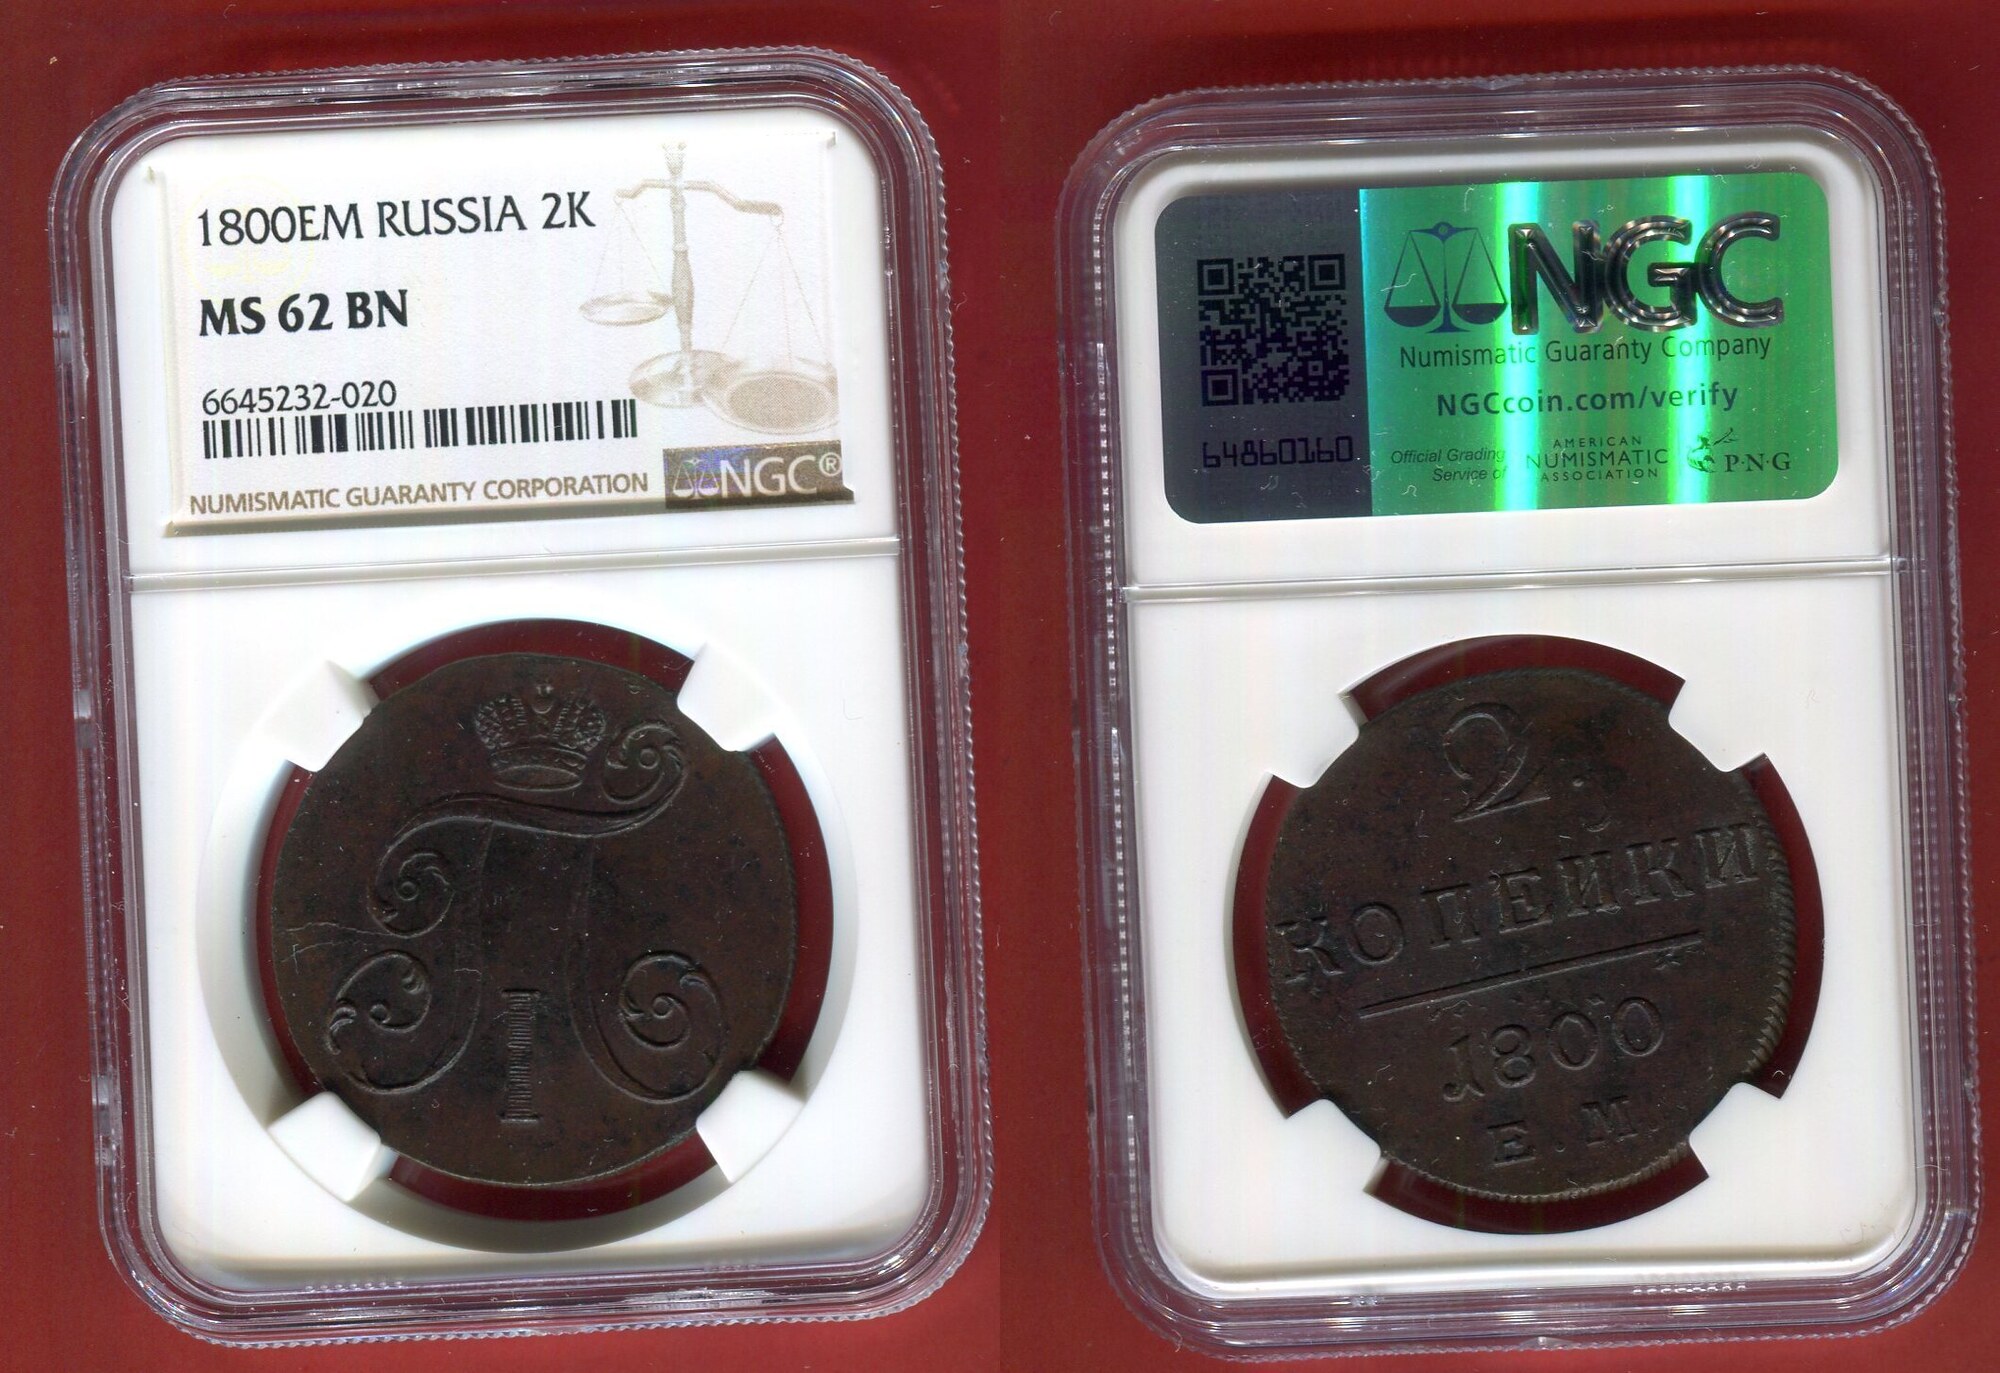 1800EM RUSSIA 2K
MS 62 BN
6645232-020
NUMISMATIC GUARANTY CORPORATION
NGC®
I
NGC
Numismatic Guaranty Company
NGCcoin.com/verify
64860160
Official Grading Service of
AMERICAN NUMISMATIC ASSOCIATION
P·N·G
2.
КОПЕИКИ
1800
Е.М.